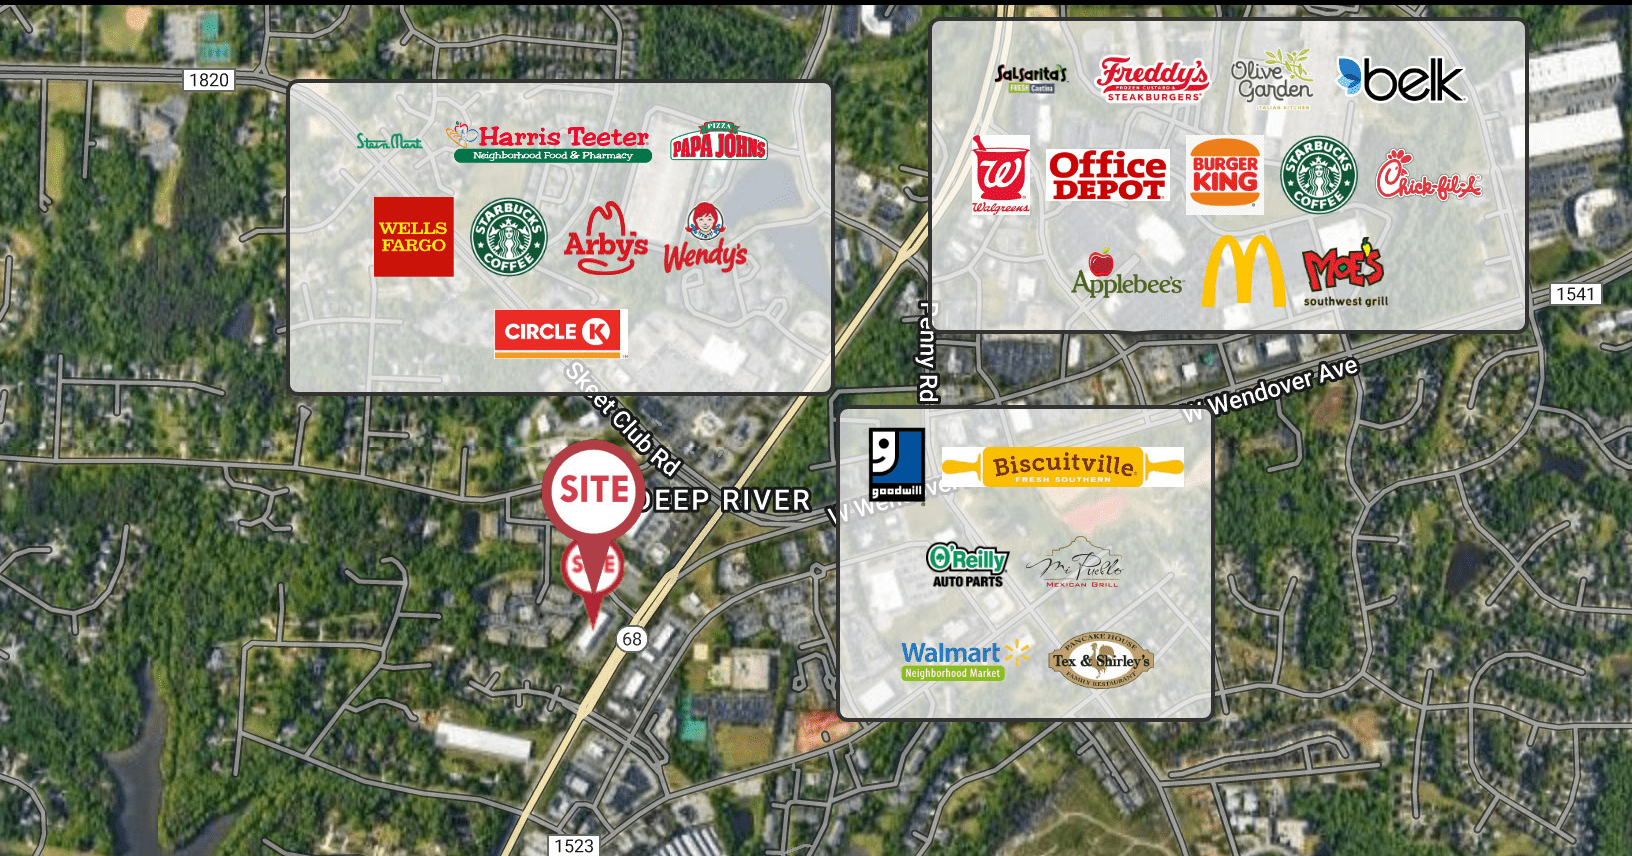 1820
Stein Mart
Harris Teeter
Neighborhood Food & Pharmacy
PIZZA
PAPA JOHNS
WELLS
FARGO
STARBUCKS
COFFEE
Arby's
Wendy's
CIRCLE K
Salsarita's
FRESH Cantina
Freddy's
FROZEN CUSTARD &
STEAKBURGERS
Olive
Garden
ITALIAN KITCHEN
belk
W
Walgreens
Office
DEPOT
BURGER
KING
STARBUCKS
COFFEE
Chick-fil-A
Applebee's
MOE'S
southwest grill
1541
Penny Rd
W Wendover Ave
Skeet Club Rd
SITE
DEEP RIVER
SITE
68
goodwill
Biscuitville
FRESH SOUTHERN
W Wendover
O'Reilly
AUTO PARTS
Mi Pueblo
MEXICAN GRILL
Walmart
Neighborhood Market
PANCAKE HOUSE
Tex & Shirley's
FAMILY RESTAURANT
1523